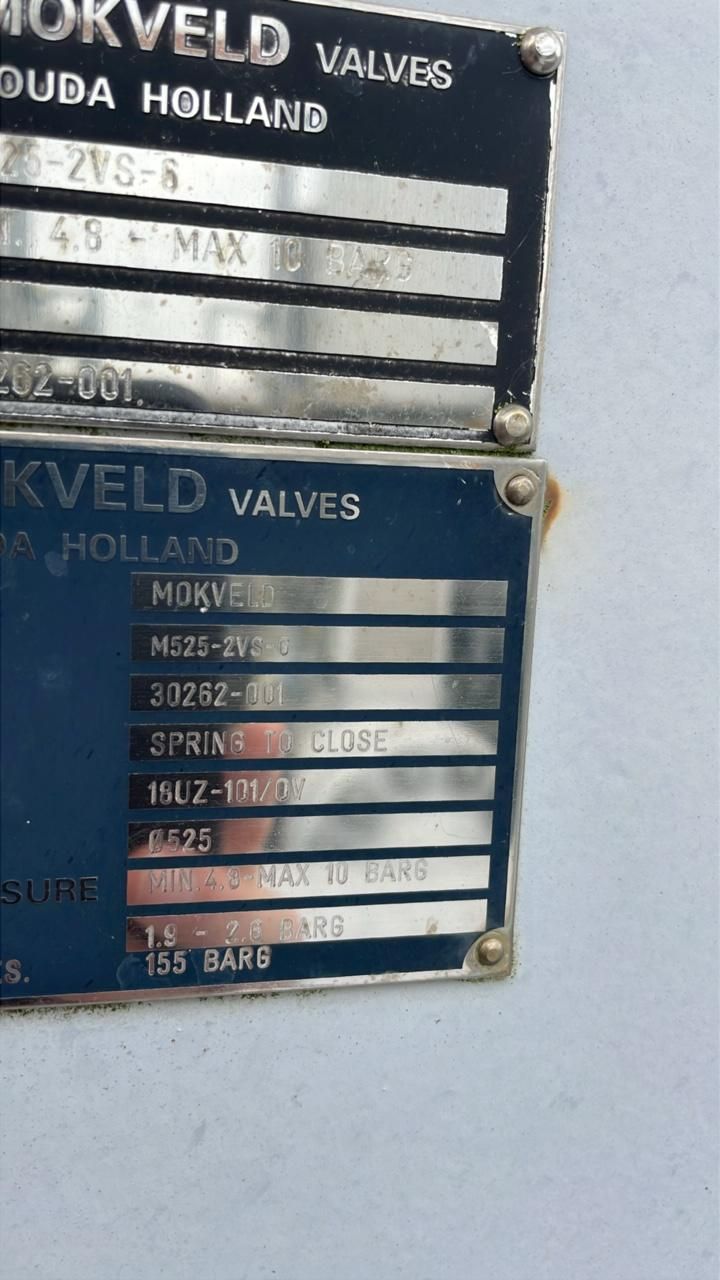 MOKVELD VALVES
OUDA HOLLAND
25-2VS-6
. 4.8 - MAX 10 BARG
262-001
KVELD VALVES
DA HOLLAND
MOKVELD
M525-2VS-6
30262-001
SPRING TO CLOSE
18UZ-101/OV
Ø525
SSURE MIN.4.8-MAX 10 BARG
1.9 - 2.6 BARG
S. 155 BARG